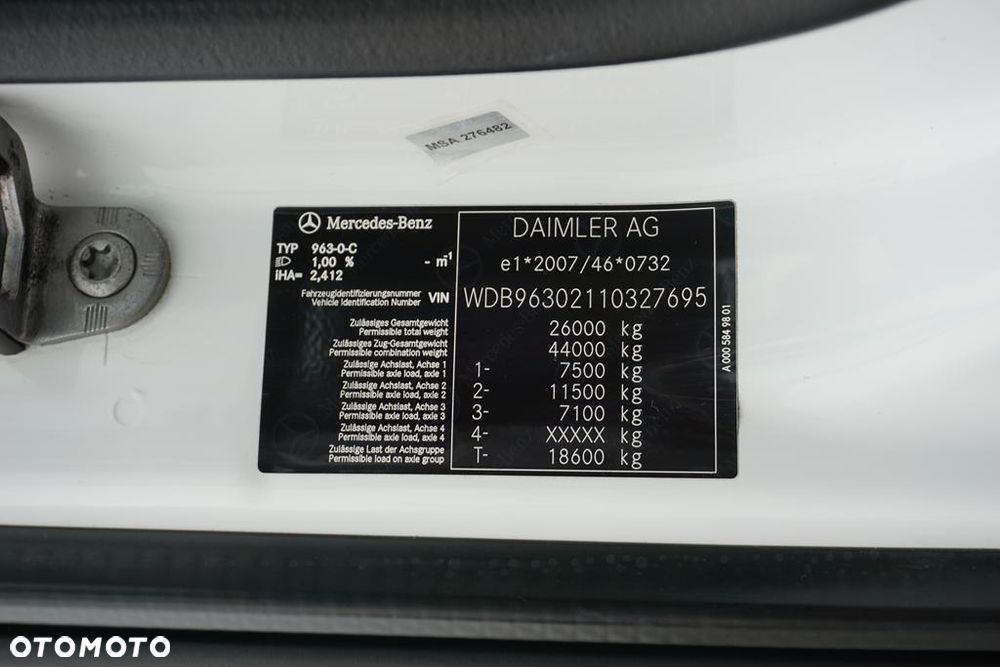 MSA 276482
Mercedes-Benz
TYP 963-0-C
1,00 % - m⁻¹
iHA= 2,412
DAIMLER AG
e1*2007/46*0732
Fahrzeugidentifizierungsnummer
Vehicle Identification Number VIN WDB96302110327695
Zulässiges Gesamtgewicht
Permissible total weight 26000 kg
Zulässiges Zug-Gesamtgewicht
Permissible combination weight 44000 kg
Zulässige Achslast, Achse 1
Permissible axle load, axle 1 1- 7500 kg
Zulässige Achslast, Achse 2
Permissible axle load, axle 2 2- 11500 kg
Zulässige Achslast, Achse 3
Permissible axle load, axle 3 3- 7100 kg
Zulässige Achslast, Achse 4
Permissible axle load, axle 4 4- XXXXX kg
Zulässige Last der Achsgruppe
Permissible load on axle group T- 18600 kg
A 000 584 98 01
OTOMOTO